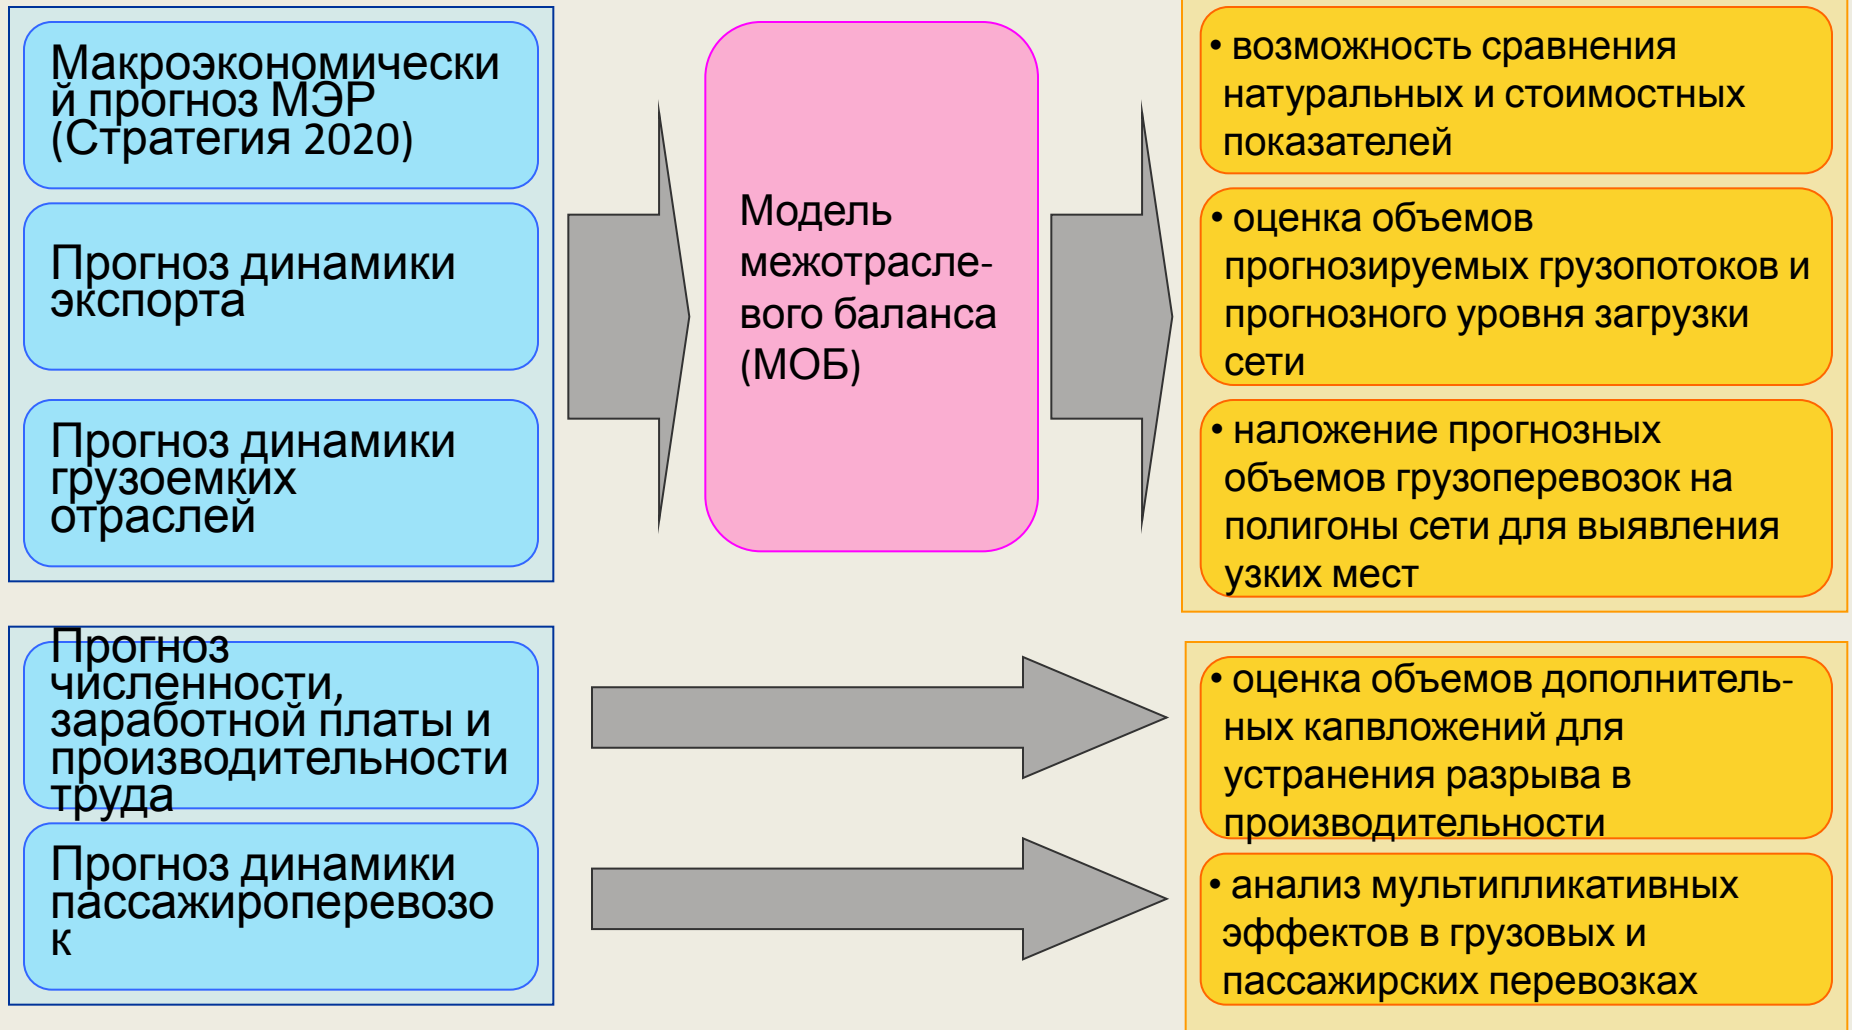 Макроэкономически
й прогноз МЭР
(Стратегия 2020)
Прогноз динамики
экспорта
Прогноз динамики
грузоемких
отраслей
Модель
межотрасле-
вого баланса
(МОБ)
• возможность сравнения
натуральных и стоимостных
показателей
• оценка объемов
прогнозируемых грузопотоков и
прогнозного уровня загрузки
сети
• наложение прогнозных
объемов грузоперевозок на
полигоны сети для выявления
узких мест
Прогноз
численности,
заработной платы и
производительности
труда
Прогноз динамики
пассажироперевозо
к
• оценка объемов дополнитель-
ных капвложений для
устранения разрыва в
производительности
• анализ мультипликативных
эффектов в грузовых и
пассажирских перевозках